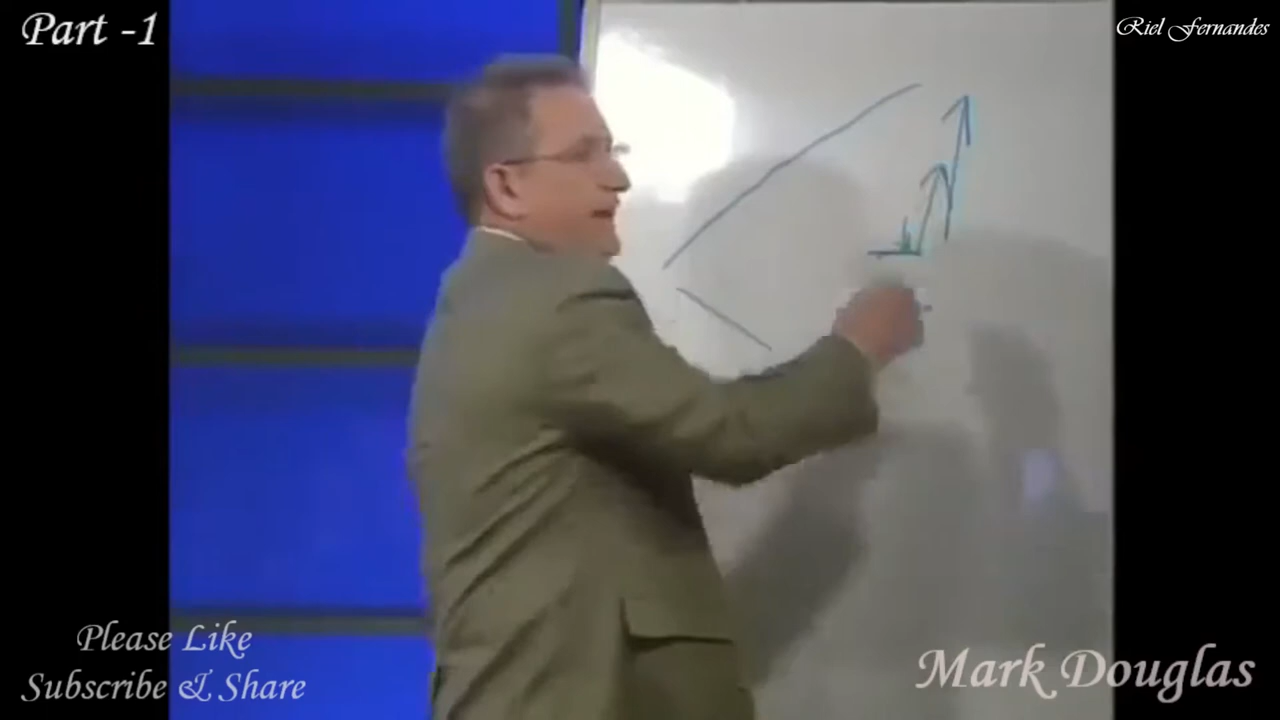 Part -1
Riel Fernandes
Please Like
Subscribe & Share
Mark Douglas